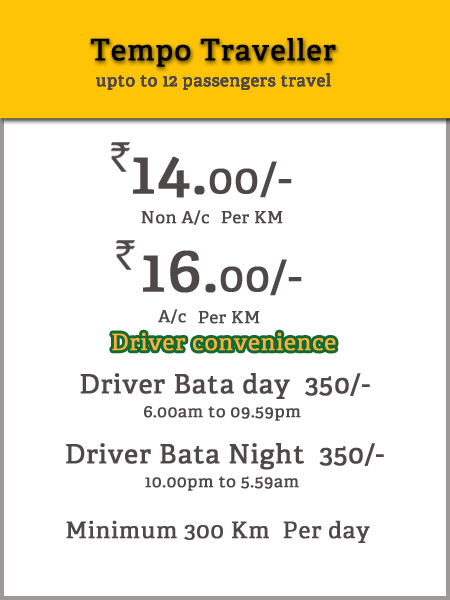 Tempo Traveller
upto to 12 passengers travel
₹14.00/-
Non A/c Per KM
₹16.00/-
A/c Per KM
Driver convenience
Driver Bata day 350/-
6.00am to 09.59pm
Driver Bata Night 350/-
10.00pm to 5.59am
Minimum 300 Km Per day